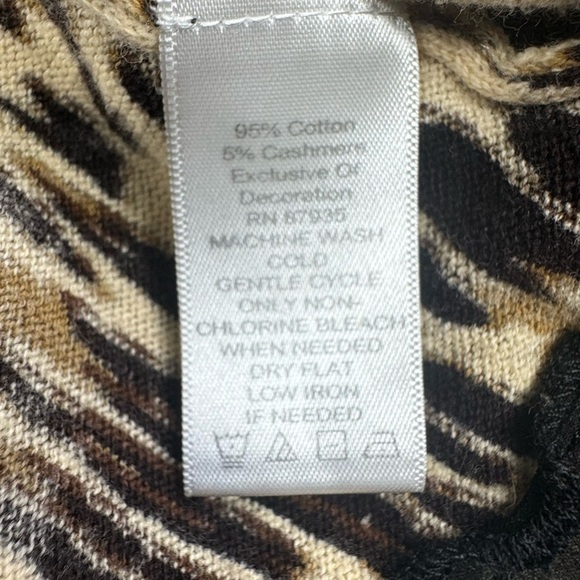 95% Cotton
5% Cashmere
Exclusive Of
Decoration
RN 87935
MACHINE WASH
COLD
GENTLE CYCLE
ONLY NON-
CHLORINE BLEACH
WHEN NEEDED
DRY FLAT
LOW IRON
IF NEEDED